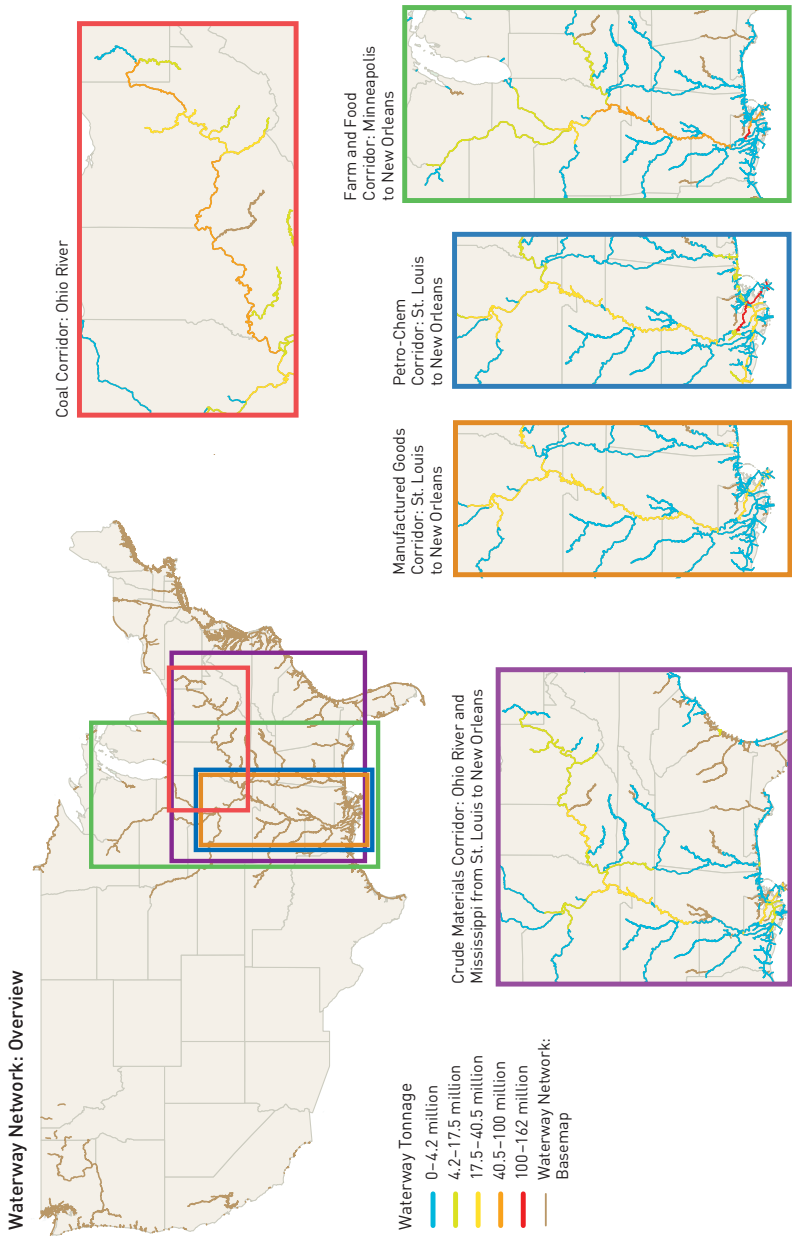 Waterway Network: Overview
Coal Corridor: Ohio River
Farm and Food
Corridor: Minneapolis
to New Orleans
Petro-Chem
Corridor: St. Louis
to New Orleans
Manufactured Goods
Corridor: St. Louis
to New Orleans
Crude Materials Corridor: Ohio River and
Mississippi from St. Louis to New Orleans
Waterway Tonnage
0–4.2 million
4.2–17.5 million
17.5–40.5 million
40.5–100 million
100–162 million
Waterway Network:
Basemap